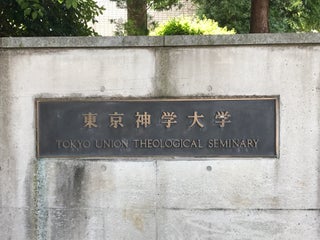 東京神学大学
TOKYO UNION THEOLOGICAL SEMINARY